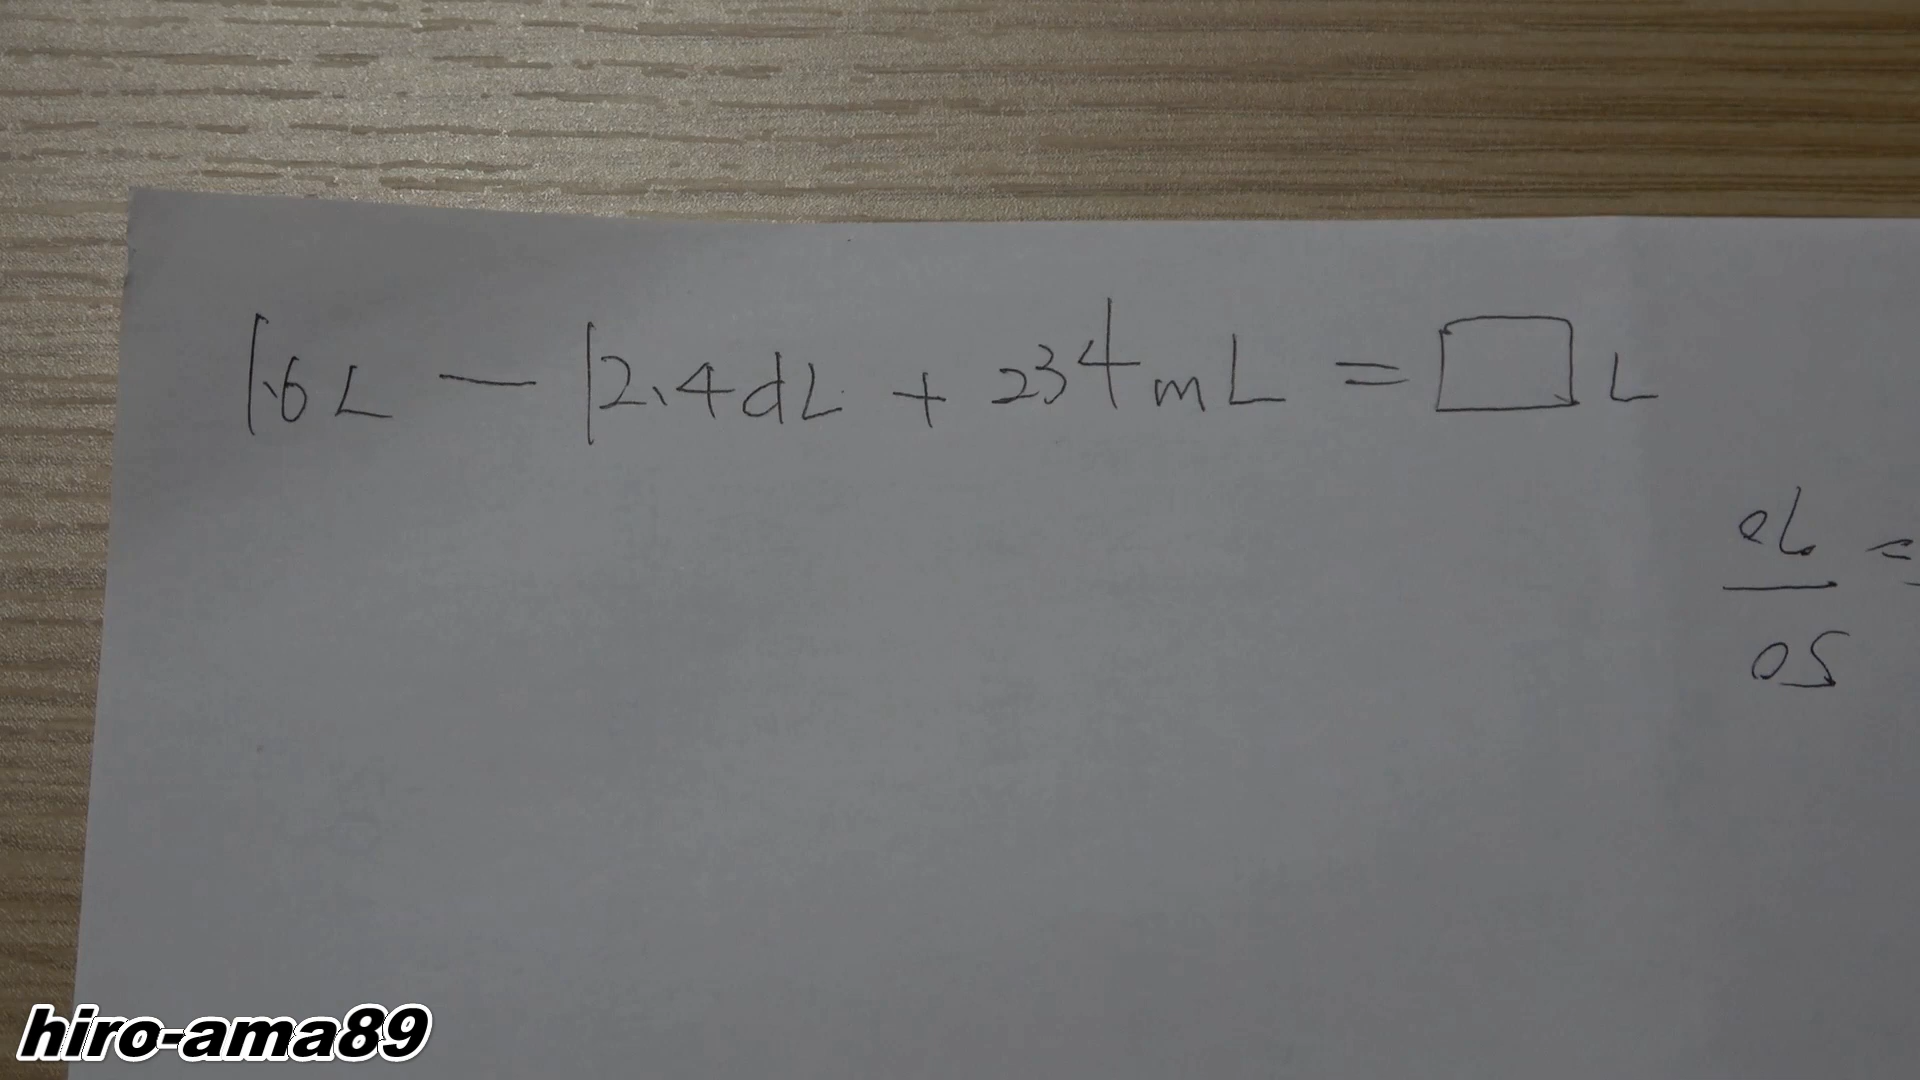 1.6L - 12.4dL + 234mL = □L
hiro-ama89